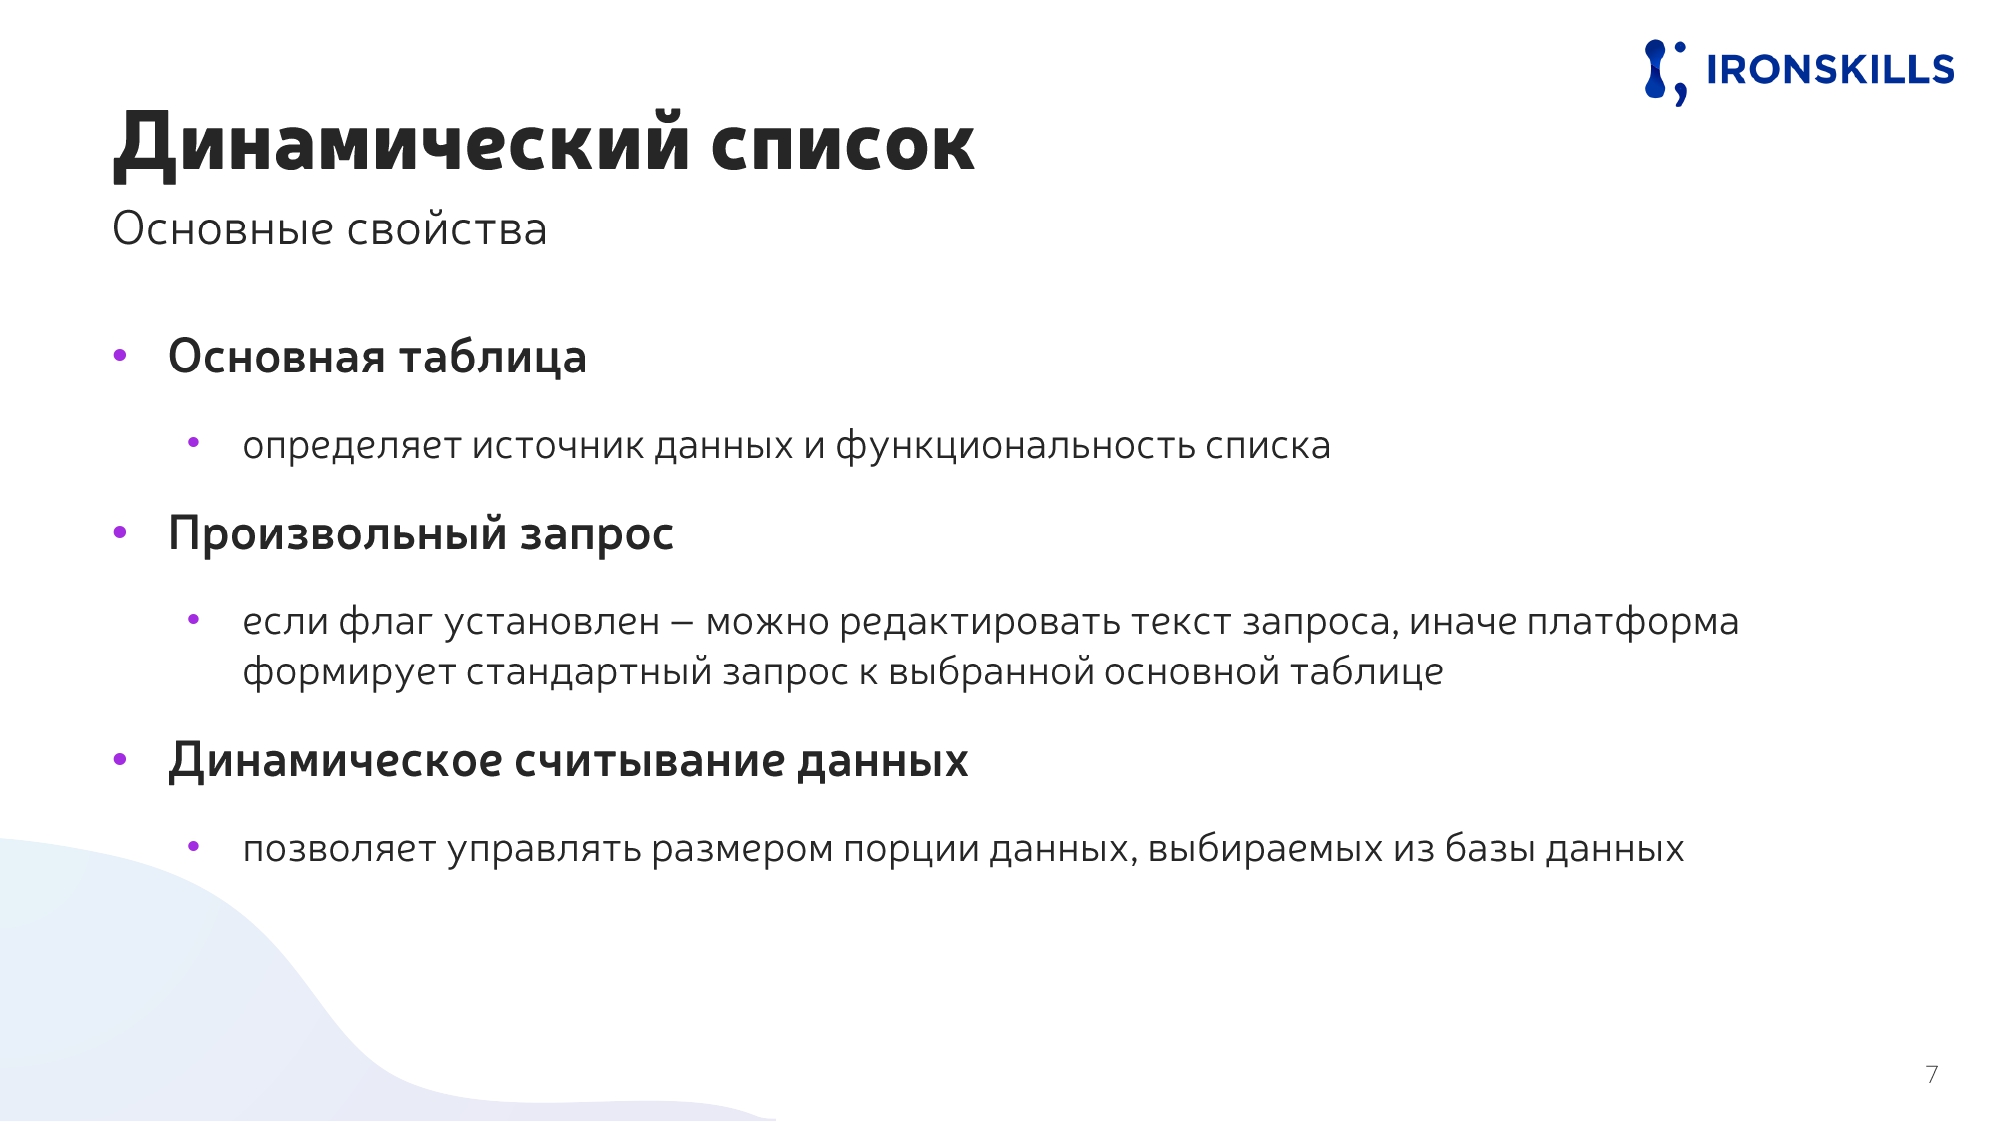 IRONSKILLS
Динамический список
Основные свойства
• Основная таблица
• определяет источник данных и функциональность списка
• Произвольный запрос
• если флаг установлен – можно редактировать текст запроса, иначе платформа
формирует стандартный запрос к выбранной основной таблице
• Динамическое считывание данных
• позволяет управлять размером порции данных, выбираемых из базы данных
7